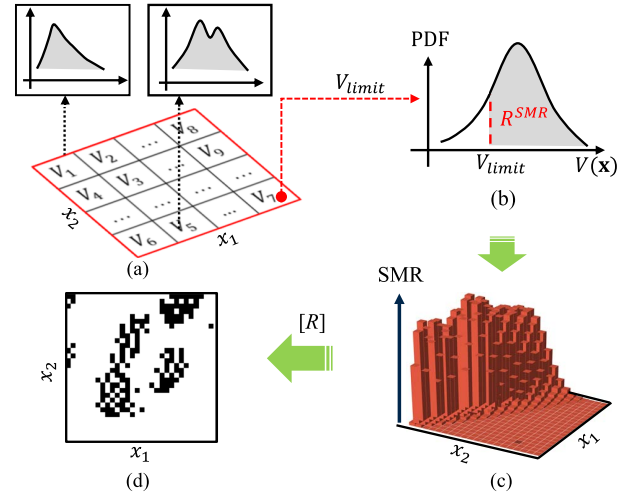 V_limit
PDF
R^SMR
V_limit
V(x)
(b)
V_1 V_2 ... V_8
V_4 V_3 ... V_9
... ... ... ...
V_6 V_5 ... V_7
x_2
x_1
(a)
SMR
[R]
x_2
x_1
(d)
x_2
x_1
(c)